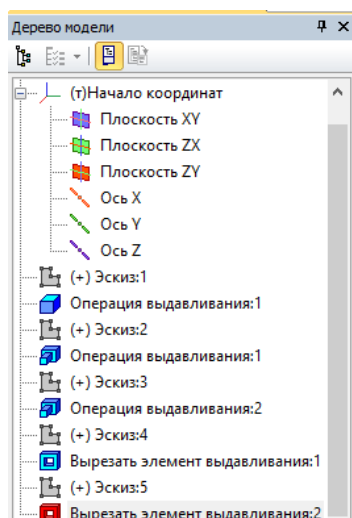 Дерево модели
(т)Начало координат
Плоскость XY
Плоскость ZX
Плоскость ZY
Ось X
Ось Y
Ось Z
(+) Эскиз:1
Операция выдавливания:1
(+) Эскиз:2
Операция выдавливания:1
(+) Эскиз:3
Операция выдавливания:2
(+) Эскиз:4
Вырезать элемент выдавливания:1
(+) Эскиз:5
Вырезать элемент выдавливания:2